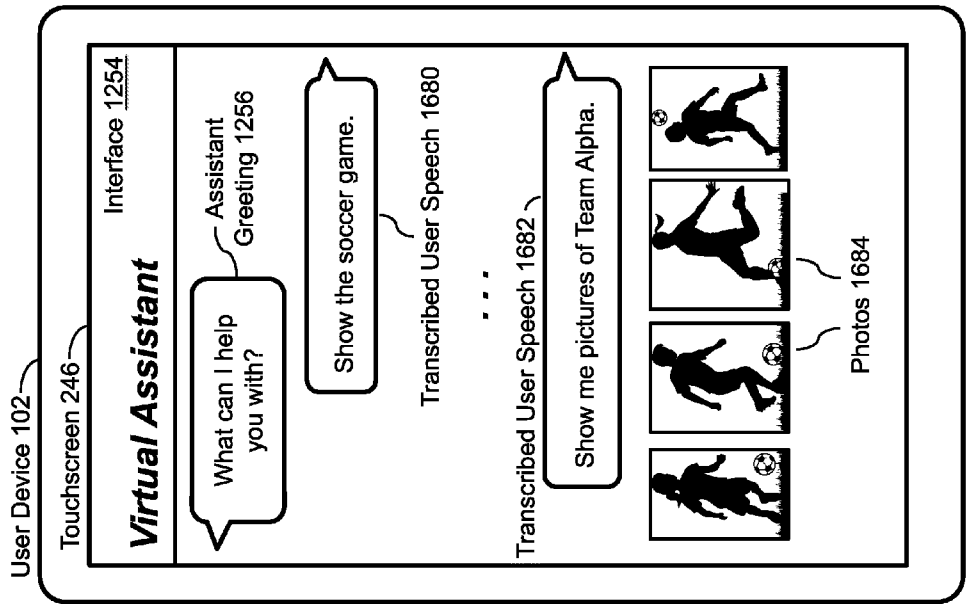 User Device 102
Touchscreen 246
Interface 1254
Virtual Assistant
What can I help
you with?
Assistant
Greeting 1256
Show the soccer game.
Transcribed User Speech 1680
...
Transcribed User Speech 1682
Show me pictures of Team Alpha.
Photos 1684